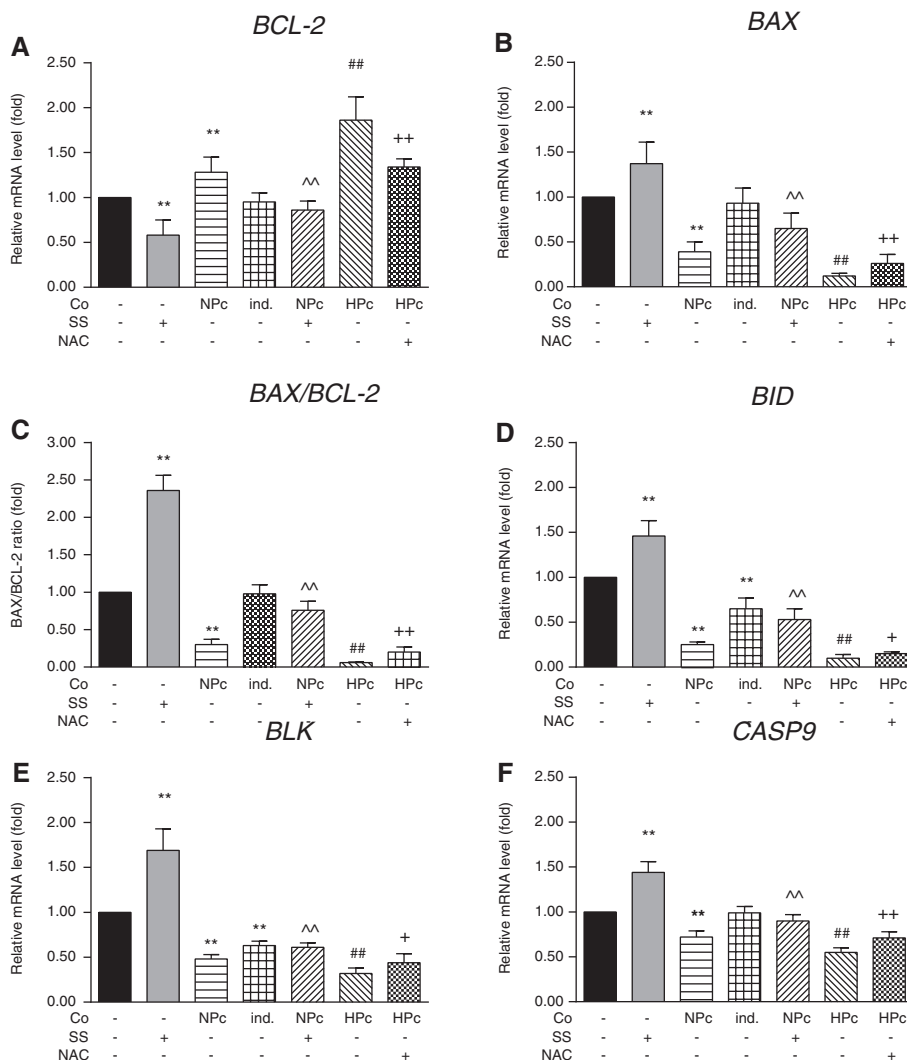 BCL-2
BAX
A
B
2.50
2.00
1.50
1.00
0.50
0.00
Relative mRNA level (fold)
** ** ^^ ## ++
Co - - NPc ind. NPc HPc HPc
SS - + - - + - -
NAC - - - - - - +
2.50
2.00
1.50
1.00
0.50
0.00
Relative mRNA level (fold)
** ** ^^ ## ++
Co - - NPc ind. NPc HPc HPc
SS - + - - + - -
NAC - - - - - - +
BAX/BCL-2
BID
C
D
3.00
2.50
2.00
1.50
1.00
0.50
0.00
BAX/BCL-2 ratio (fold)
** ** ^^ ## ++
Co - - NPc ind. NPc HPc HPc
SS - + - - + - -
NAC - - - - - - +
2.50
2.00
1.50
1.00
0.50
0.00
Relative mRNA level (fold)
** ** ** ^^ ## +
Co - - NPc ind. NPc HPc HPc
SS - + - - + - -
NAC - - - - - - +
BLK
CASP9
E
F
2.50
2.00
1.50
1.00
0.50
0.00
Relative mRNA level (fold)
** ** ** ^^ ## +
Co - - NPc ind. NPc HPc HPc
SS - + - - + - -
NAC - - - - - - +
2.50
2.00
1.50
1.00
0.50
0.00
Relative mRNA level (fold)
** ** ^^ ## ++
Co - - NPc ind. NPc HPc HPc
SS - + - - + - -
NAC - - - - - - +